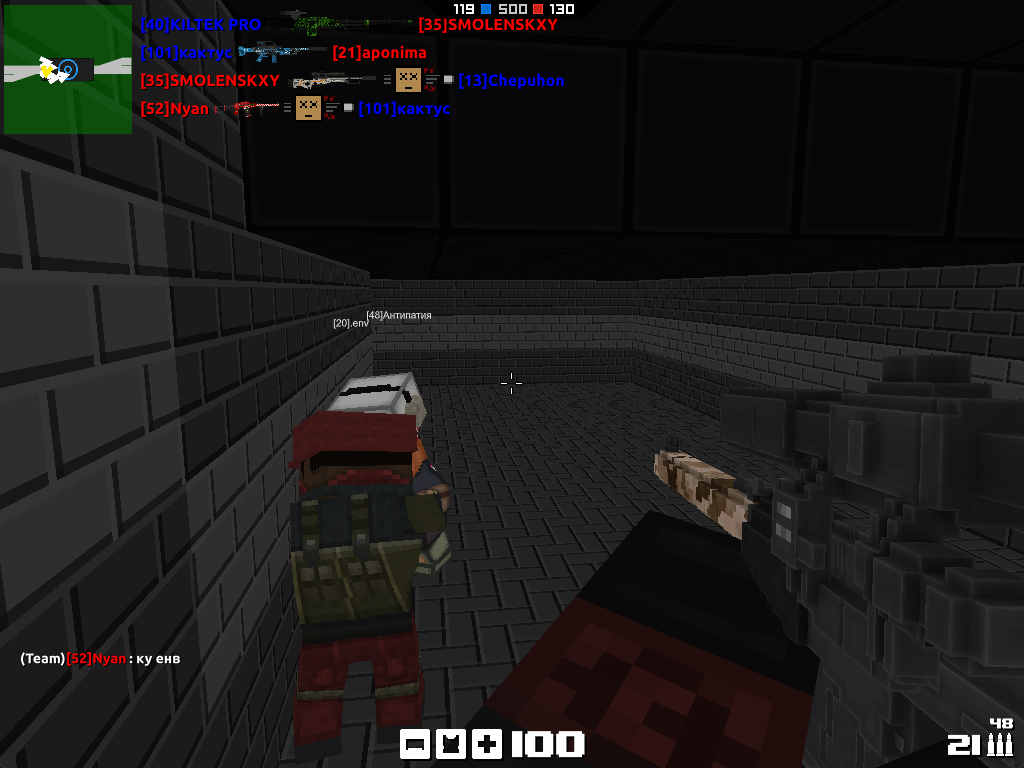 119 500 130
[40]KILTEK PRO [35]SMOLENSKXY
[101]кактус [21]aponima
[35]SMOLENSKXY [13]Chepuhon
[52]Nyan [101]кактус
[48]Антипатия
[20].env
(Team)[52]Nyan : ку енв
100
48
21